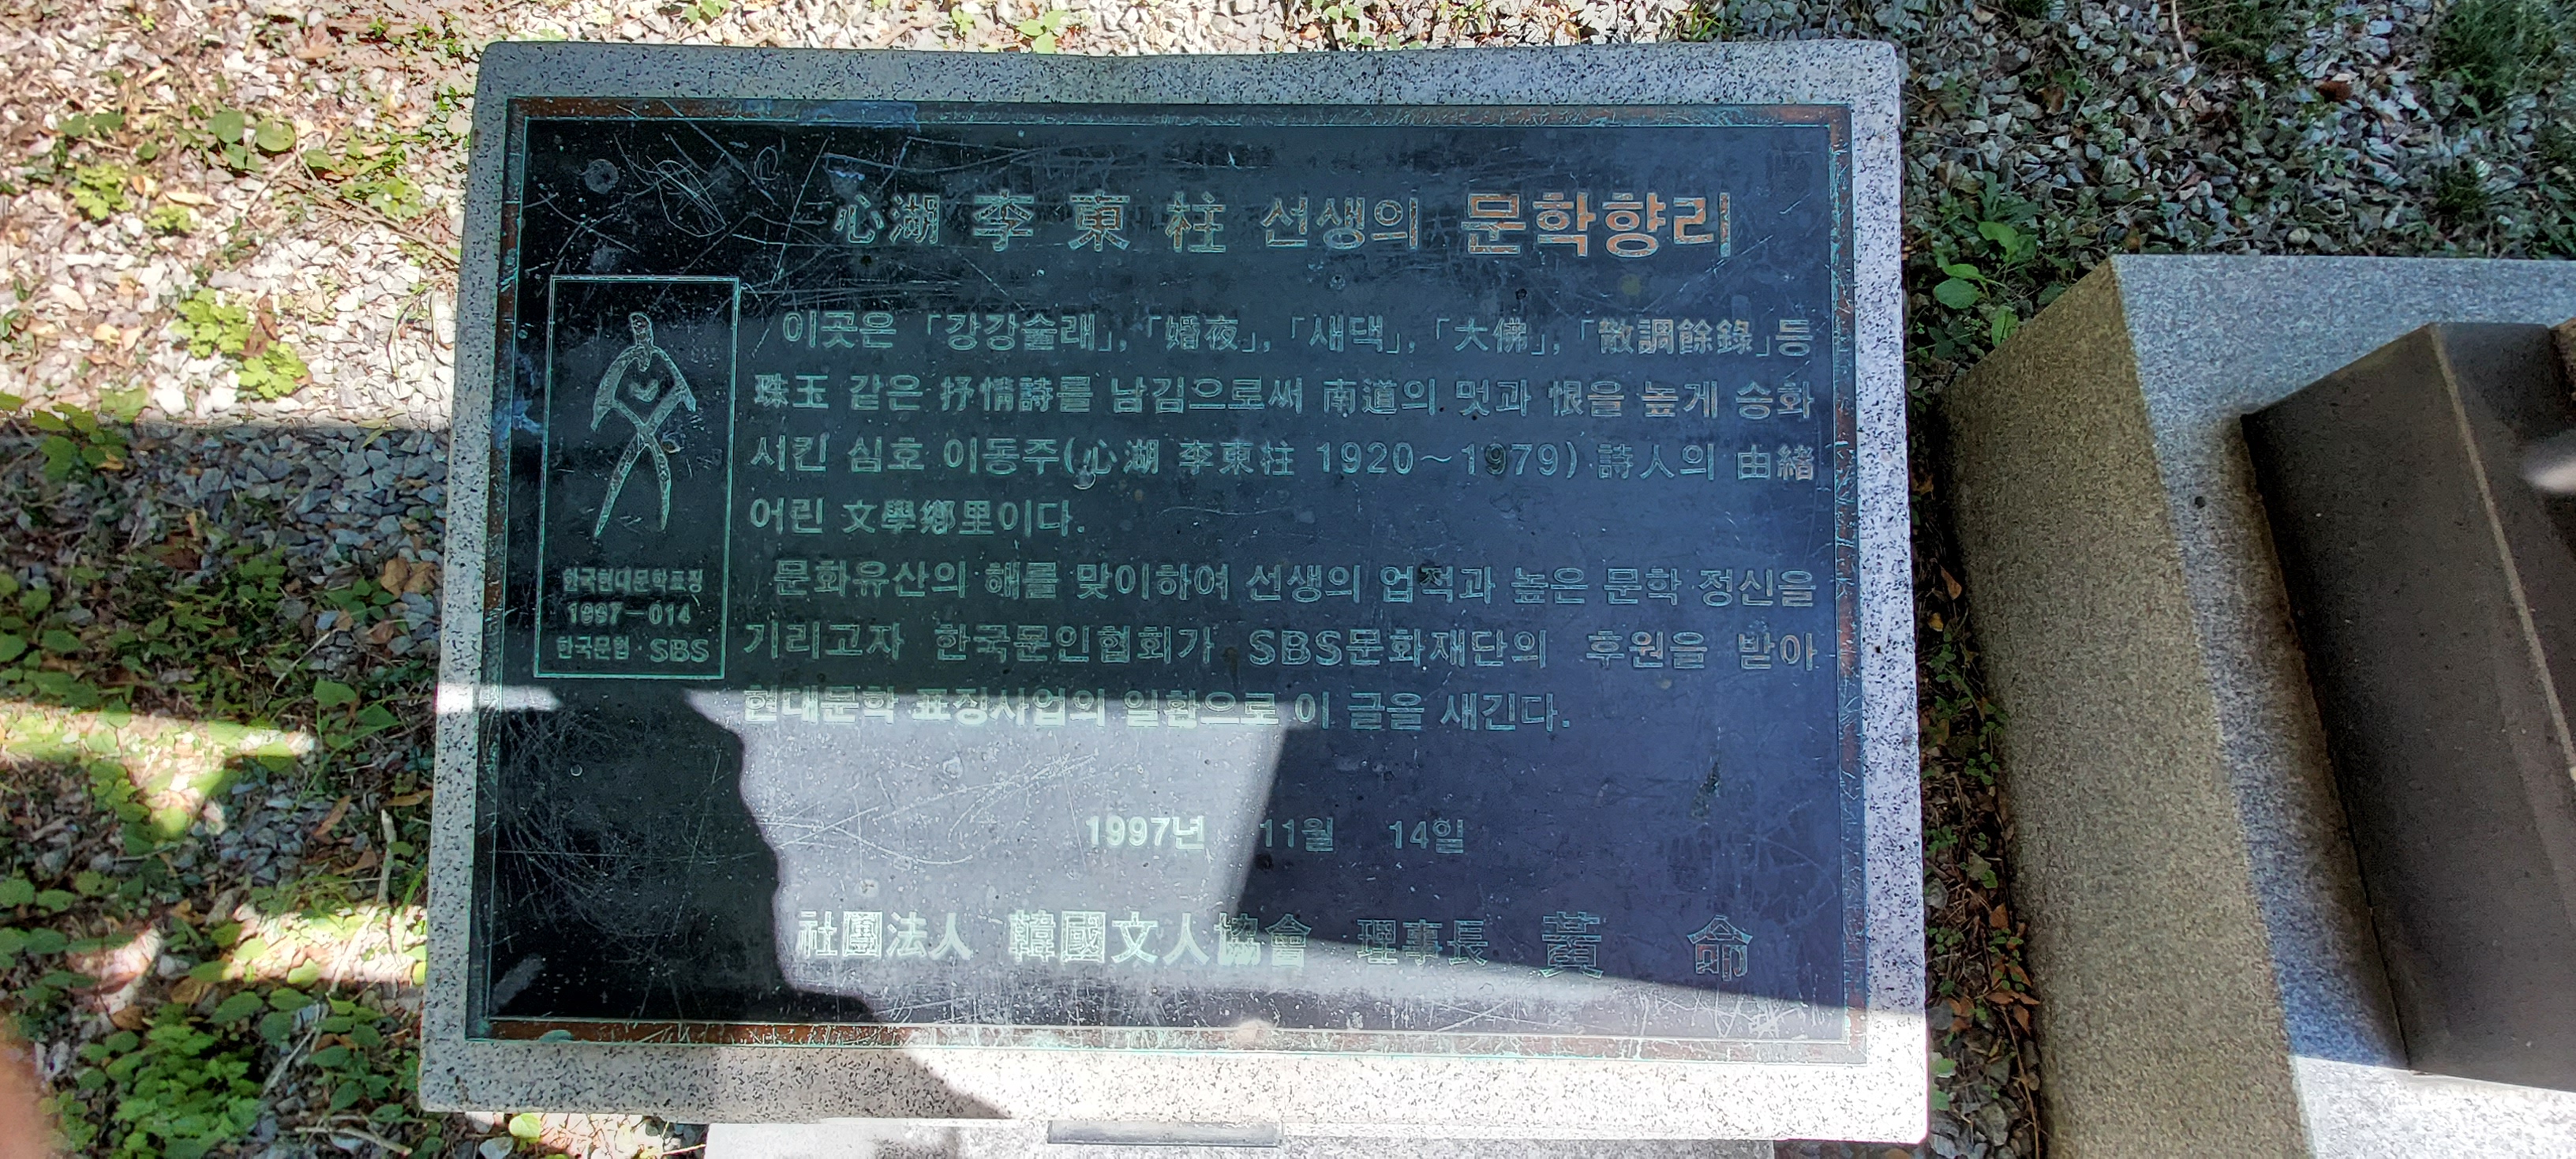 心湖 李東柱 선생의 문학향리
이곳은 「강강술래」, 「婚夜」, 「새댁」, 「大佛」, 「散調餘錄」등
珠玉 같은 抒情詩를 남김으로써 南道의 멋과 恨을 높게 승화
시킨 심호 이동주(心湖 李東柱 1920~1979) 詩人의 由緖
어린 文學鄕里이다.
문화유산의 해를 맞이하여 선생의 업적과 높은 문학 정신을
기리고자 한국문인협회가 SBS문화재단의 후원을 받아
현대문학 표징사업의 일환으로 이 글을 새긴다.
1997년 11월 14일
社團法人 韓國文人協會 理事長 黃 命
한국현대문학표징
1997-014
한국문협·SBS